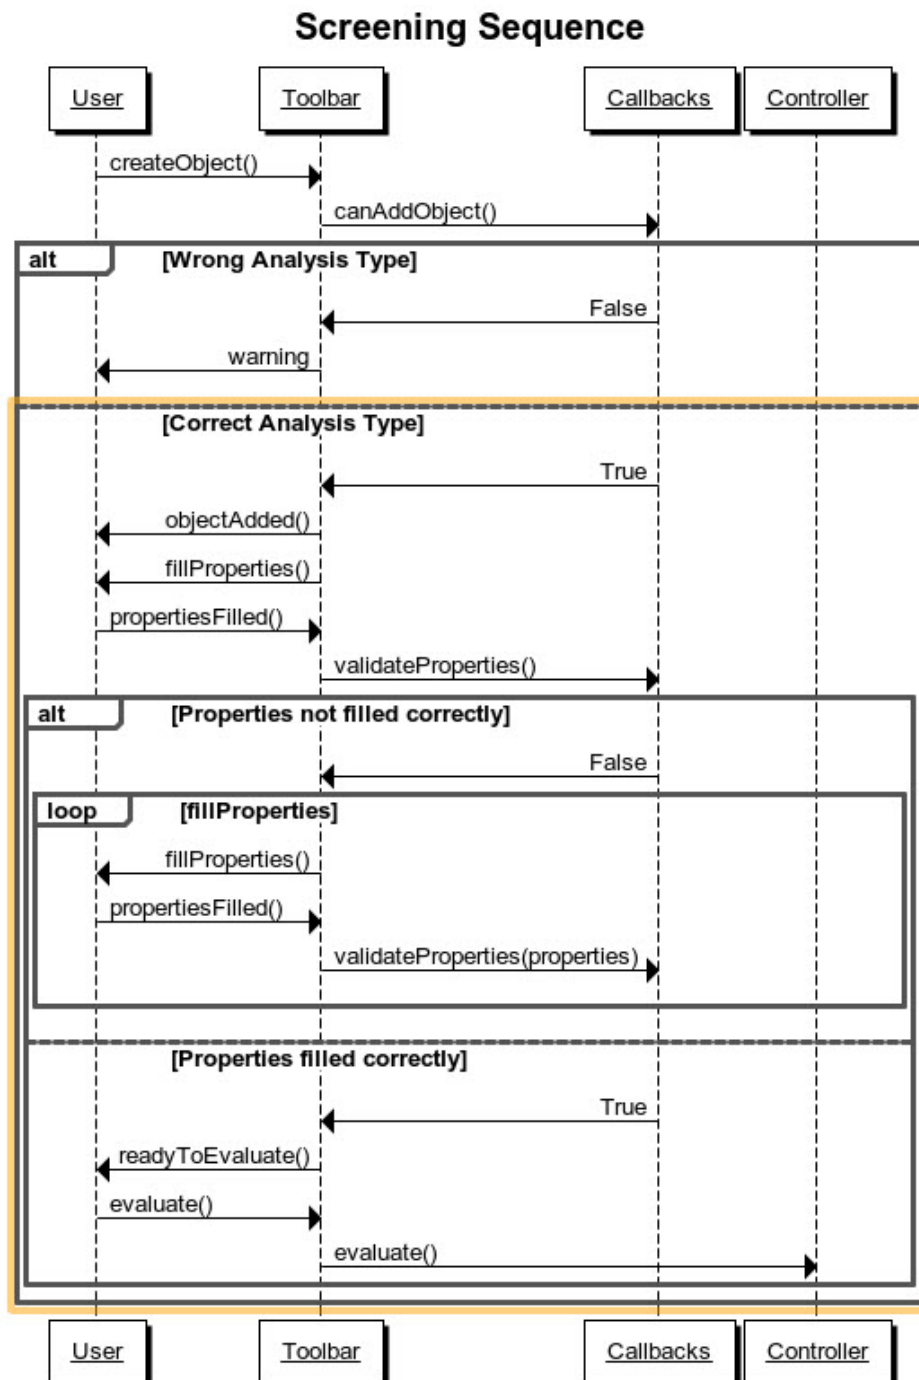 Screening Sequence
User Toolbar Callbacks Controller
createObject()
canAddObject()
alt [Wrong Analysis Type]
False
warning
[Correct Analysis Type]
True
objectAdded()
fillProperties()
propertiesFilled()
validateProperties()
alt [Properties not filled correctly]
False
loop [fillProperties]
fillProperties()
propertiesFilled()
validateProperties(properties)
[Properties filled correctly]
True
readyToEvaluate()
evaluate()
evaluate()
User Toolbar Callbacks Controller